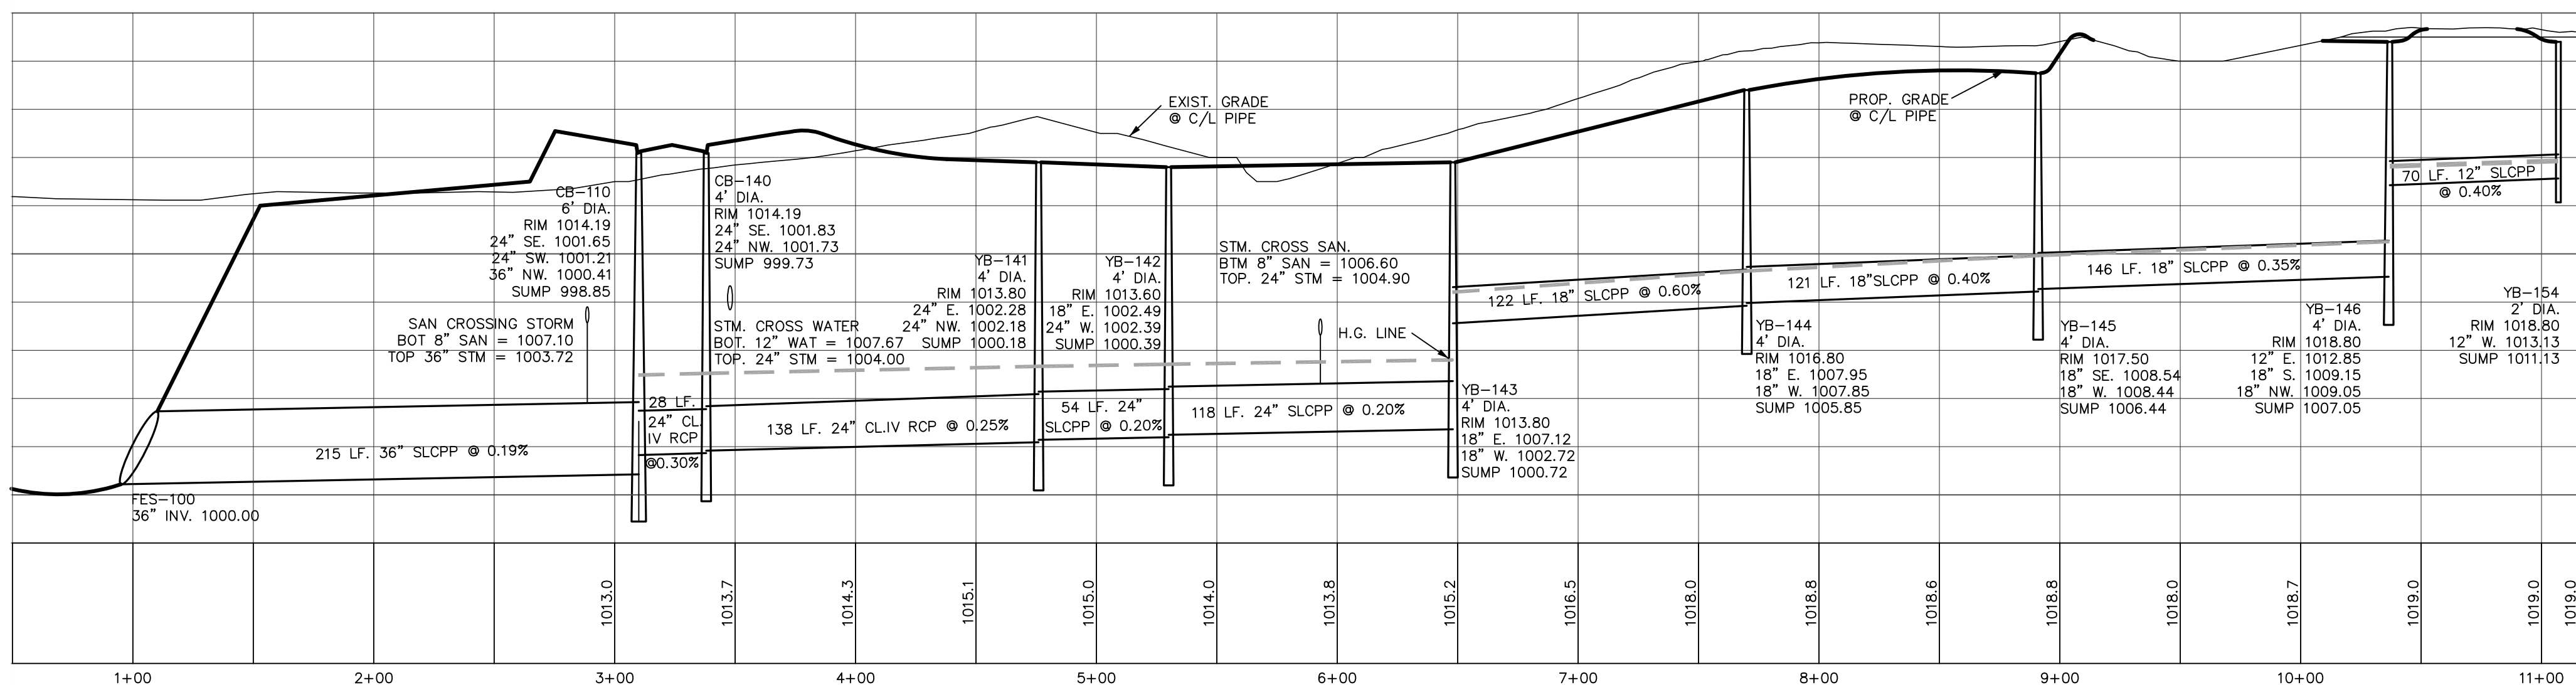 EXIST. GRADE
@ C/L PIPE
PROP. GRADE
@ C/L PIPE
CB-110
6' DIA.
RIM 1014.19
24" SE. 1001.65
24" SW. 1001.21
36" NW. 1000.41
SUMP 998.85
CB-140
4' DIA.
RIM 1014.19
24" SE. 1001.83
24" NW. 1001.73
SUMP 999.73
SAN CROSSING STORM
BOT 8" SAN = 1007.10
TOP 36" STM = 1003.72
STM. CROSS WATER
BOT. 12" WAT = 1007.67
TOP. 24" STM = 1004.00
YB-141
4' DIA.
RIM 1013.80
24" E. 1002.28
24" NW. 1002.18
SUMP 1000.18
YB-142
4' DIA.
RIM 1013.60
18" E. 1002.49
24" W. 1002.39
SUMP 1000.39
STM. CROSS SAN.
BTM 8" SAN = 1006.60
TOP. 24" STM = 1004.90
H.G. LINE
215 LF. 36" SLCPP @ 0.19%
28 LF.
24" CL.
IV RCP
@0.30%
138 LF. 24" CL.IV RCP @ 0.25%
54 LF. 24"
SLCPP @ 0.20%
118 LF. 24" SLCPP @ 0.20%
122 LF. 18" SLCPP @ 0.60%
121 LF. 18"SLCPP @ 0.40%
146 LF. 18" SLCPP @ 0.35%
70 LF. 12" SLCPP
@ 0.40%
YB-143
4' DIA.
RIM 1013.80
18" E. 1007.12
18" W. 1002.72
SUMP 1000.72
YB-144
4' DIA.
RIM 1016.80
18" E. 1007.95
18" W. 1007.85
SUMP 1005.85
YB-145
4' DIA.
RIM 1017.50
18" SE. 1008.54
18" W. 1008.44
SUMP 1006.44
YB-146
4' DIA.
RIM 1018.80
12" E. 1012.85
18" S. 1009.15
18" NW. 1009.05
SUMP 1007.05
YB-154
2' DIA.
RIM 1018.80
12" W. 1013.13
SUMP 1011.13
FES-100
36" INV. 1000.00
1013.0
1013.7
1014.3
1015.1
1015.0
1014.0
1013.8
1015.2
1016.5
1018.0
1018.8
1018.6
1018.8
1018.0
1018.7
1019.0
1019.0
1019.0
1+00
2+00
3+00
4+00
5+00
6+00
7+00
8+00
9+00
10+00
11+00